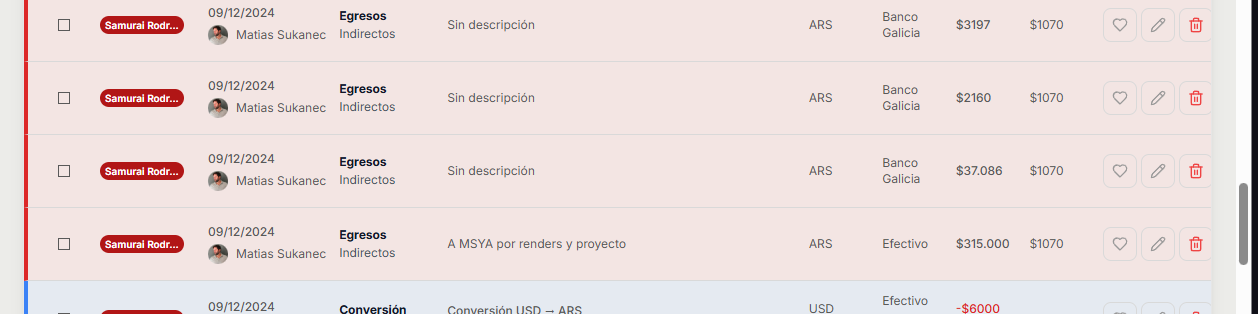 Samurai Rodr...
09/12/2024
Matias Sukanec
Egresos
Indirectos
Sin descripción
ARS
Banco
Galicia
$3197
$1070
Samurai Rodr...
09/12/2024
Matias Sukanec
Egresos
Indirectos
Sin descripción
ARS
Banco
Galicia
$2160
$1070
Samurai Rodr...
09/12/2024
Matias Sukanec
Egresos
Indirectos
Sin descripción
ARS
Banco
Galicia
$37.086
$1070
Samurai Rodr...
09/12/2024
Matias Sukanec
Egresos
Indirectos
A MSYA por renders y proyecto
ARS
Efectivo
$315.000
$1070
09/12/2024
Conversión
Conversión USD → ARS
USD
Efectivo
-$6000